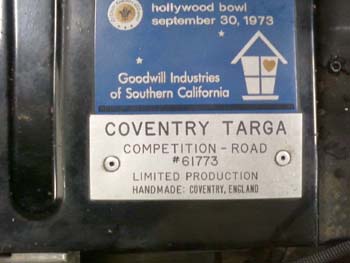 hollywood bowl
september 30, 1973
Goodwill Industries
of Southern California
COVENTRY TARGA
COMPETITION - ROAD
#61773
LIMITED PRODUCTION
HANDMADE: COVENTRY, ENGLAND